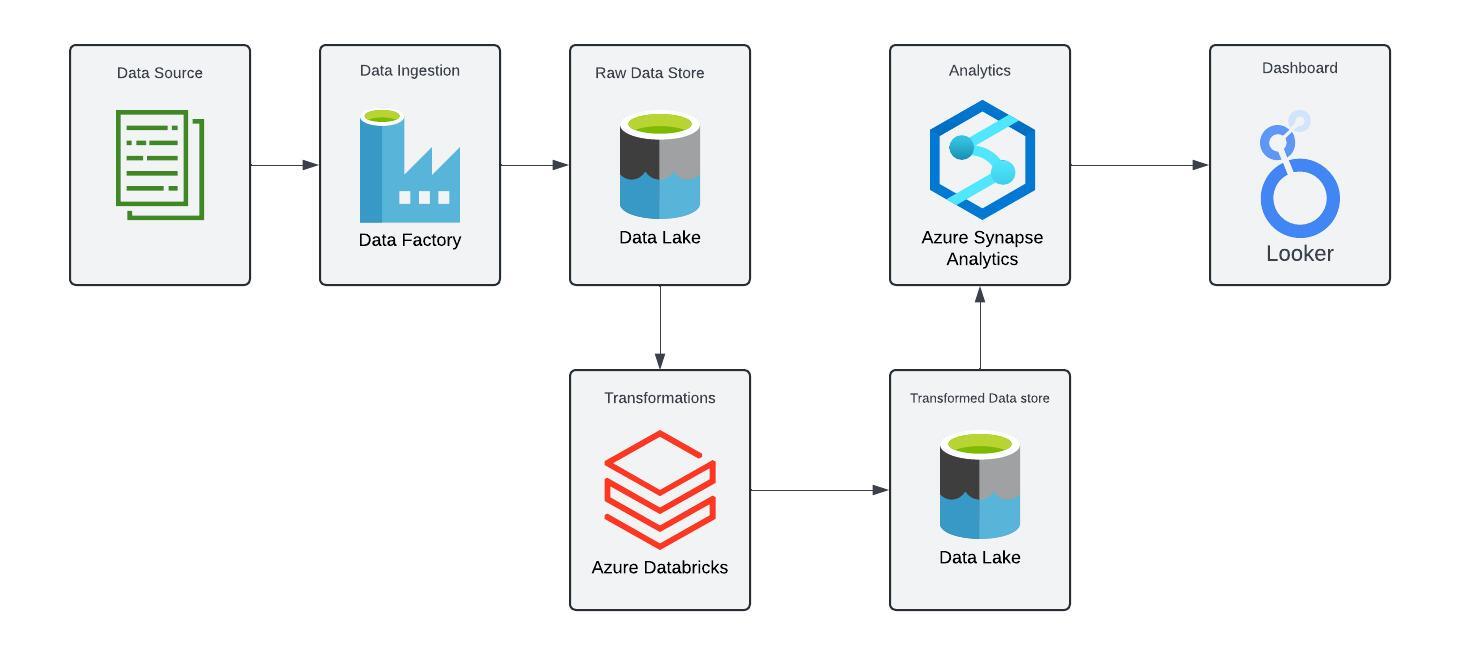 Data Source
Data Ingestion
Data Factory
Raw Data Store
Data Lake
Analytics
Azure Synapse
Analytics
Dashboard
Looker
Transformations
Azure Databricks
Transformed Data store
Data Lake